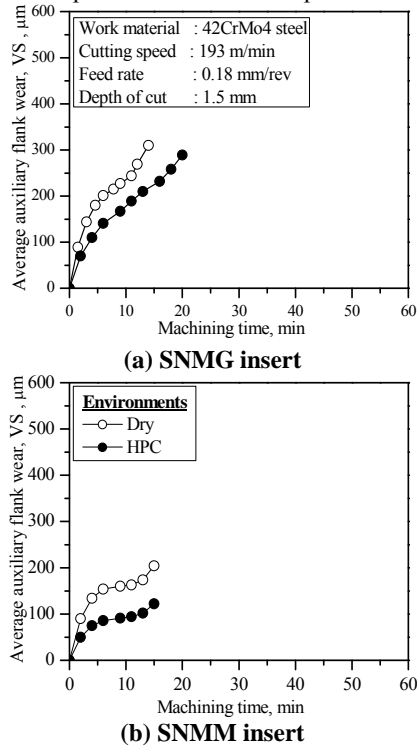 Work material : 42CrMo4 steel
Cutting speed : 193 m/min
Feed rate : 0.18 mm/rev
Depth of cut : 1.5 mm
Average auxiliary flank wear, VS , μm
600
500
400
300
200
100
0
0 10 20 30 40 50 60
Machining time, min
(a) SNMG insert
Environments
Dry
HPC
Average auxiliary flank wear, VS , μm
600
500
400
300
200
100
0
0 10 20 30 40 50 60
Machining time, min
(b) SNMM insert